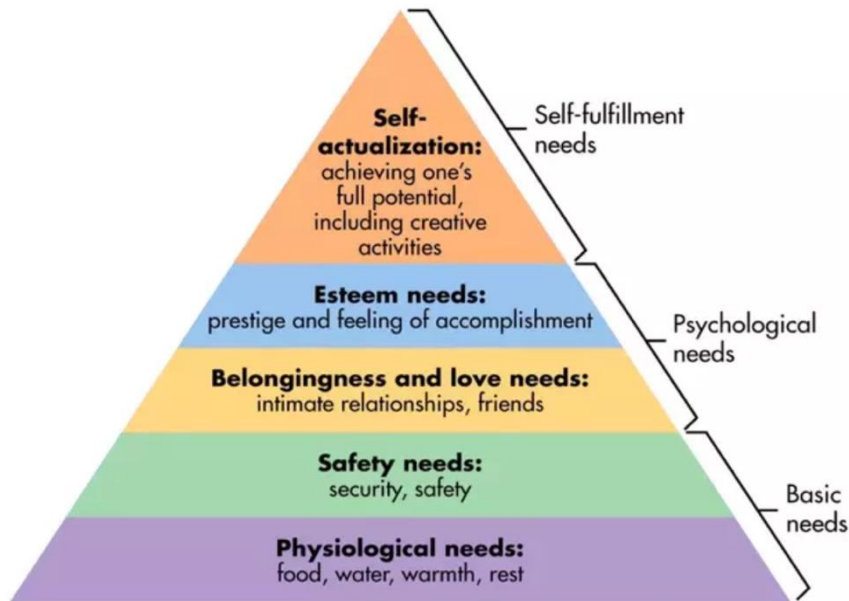 Self-
actualization:
achieving one's
full potential,
including creative
activities
Self-fulfillment
needs
Esteem needs:
prestige and feeling of accomplishment
Psychological
needs
Belongingness and love needs:
intimate relationships, friends
Safety needs:
security, safety
Basic
needs
Physiological needs:
food, water, warmth, rest